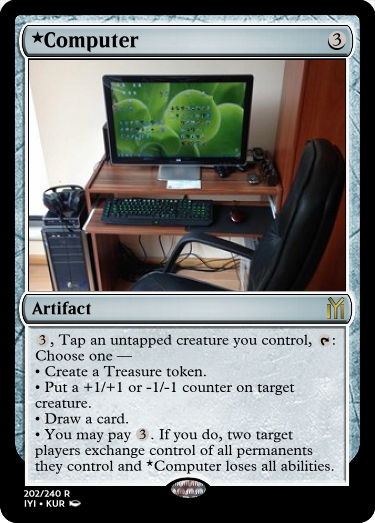 *Computer 3
Artifact
3, Tap an untapped creature you control, :
Choose one —
• Create a Treasure token.
• Put a +1/+1 or -1/-1 counter on target
creature.
• Draw a card.
• You may pay 3. If you do, two target
players exchange control of all permanents
they control and *Computer loses all abilities.
202/240 R
IYI • KUR